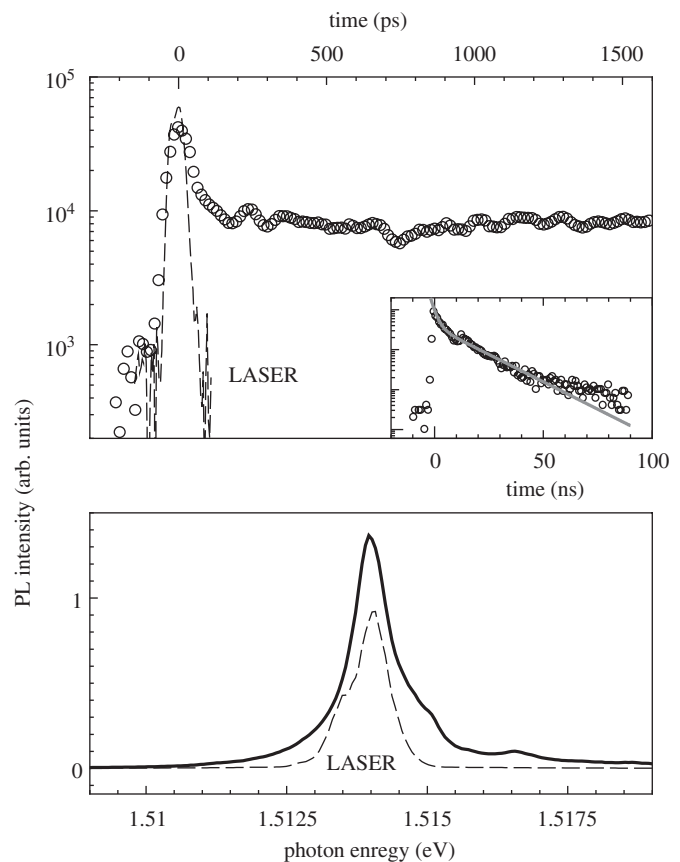 time (ps)
0 500 1000 1500
10^5
10^4
10^3
LASER
0 50 100
time (ns)
PL intensity (arb. units)
1
0
LASER
1.51 1.5125 1.515 1.5175
photon enregy (eV)